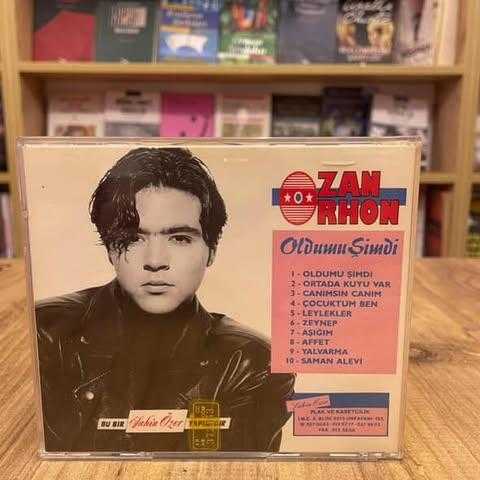 OZAN
ORHON
Oldumu Şimdi
1 - OLDUMU ŞİMDİ
2 - ORTADA KUYU VAR
3 - CANIMSIN CANIM
4 - ÇOCUKTUM BEN
5 - LEYLEKLER
6 - ZEYNEP
7 - AŞIĞIM
8 - AFFET
9 - YALVARMA
10 - SAMAN ALEVİ
Şahin Özer
PLAK VE KASETÇİLİK
BU BİR Şahin Özer YAPIMIDIR